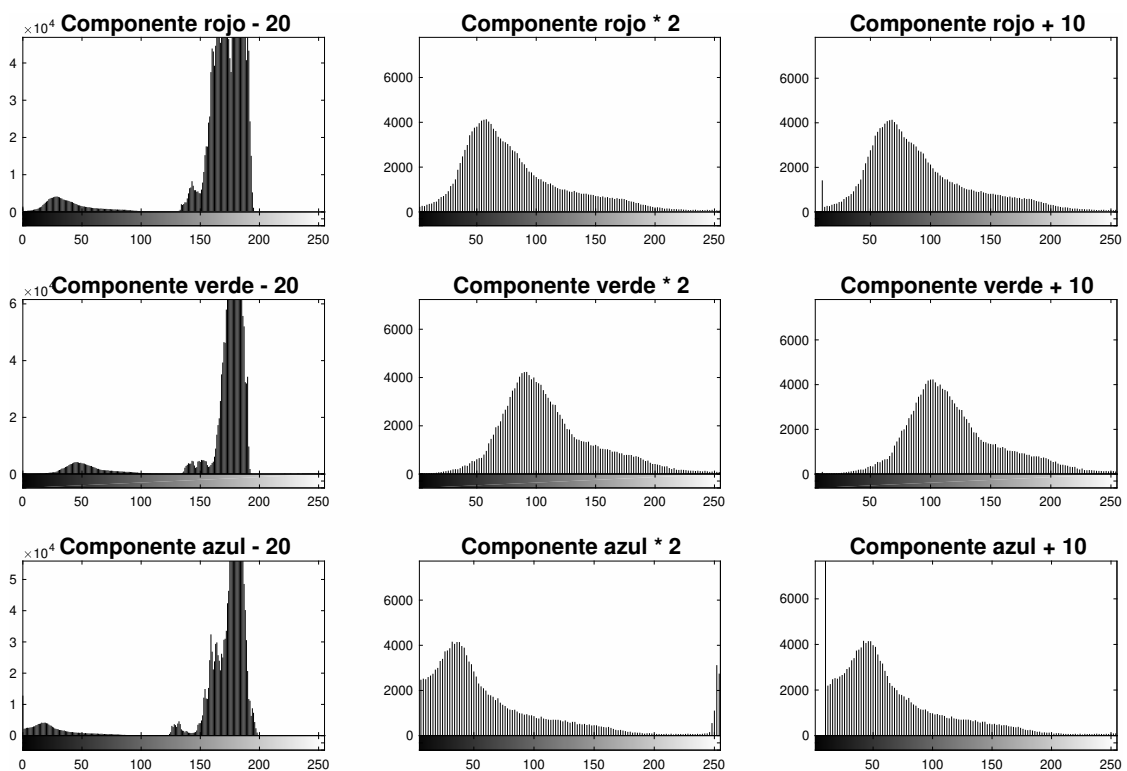 Componente rojo - 20
×10⁴
4
3
2
1
0
0 50 100 150 200 250
Componente rojo * 2
6000
4000
2000
0
50 100 150 200 250
Componente rojo + 10
6000
4000
2000
0
50 100 150 200 250
Componente verde - 20
×10⁴
6
4
2
0
0 50 100 150 200 250
Componente verde * 2
6000
4000
2000
0
50 100 150 200 250
Componente verde + 10
6000
4000
2000
0
50 100 150 200 250
Componente azul - 20
×10⁴
5
4
3
2
1
0
0 50 100 150 200 250
Componente azul * 2
6000
4000
2000
0
50 100 150 200 250
Componente azul + 10
6000
4000
2000
0
50 100 150 200 250